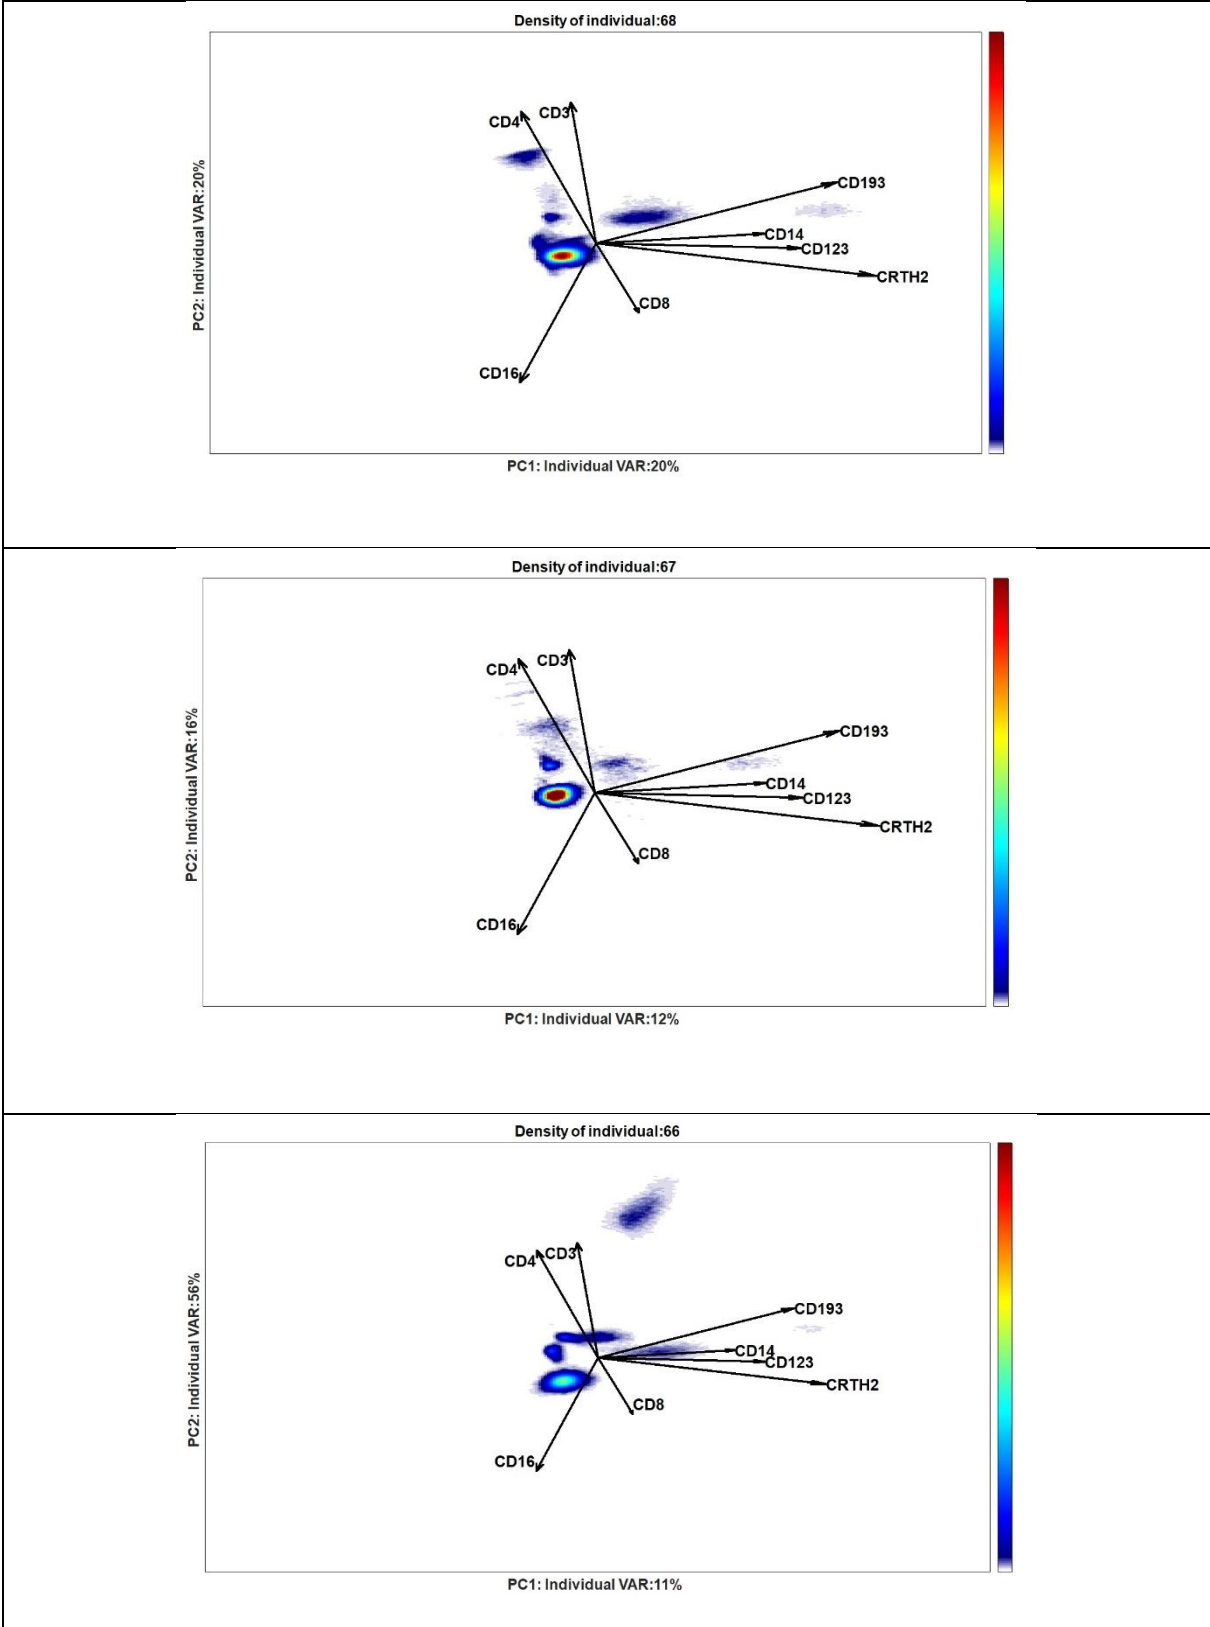 Density of individual:68
CD4
CD3
CD193
CD14
CD123
CRTH2
CD8
CD16
PC2: Individual VAR:20%
PC1: Individual VAR:20%
Density of individual:67
CD4
CD3
CD193
CD14
CD123
CRTH2
CD8
CD16
PC2: Individual VAR:16%
PC1: Individual VAR:12%
Density of individual:66
CD4
CD3
CD193
CD14
CD123
CRTH2
CD8
CD16
PC2: Individual VAR:56%
PC1: Individual VAR:11%